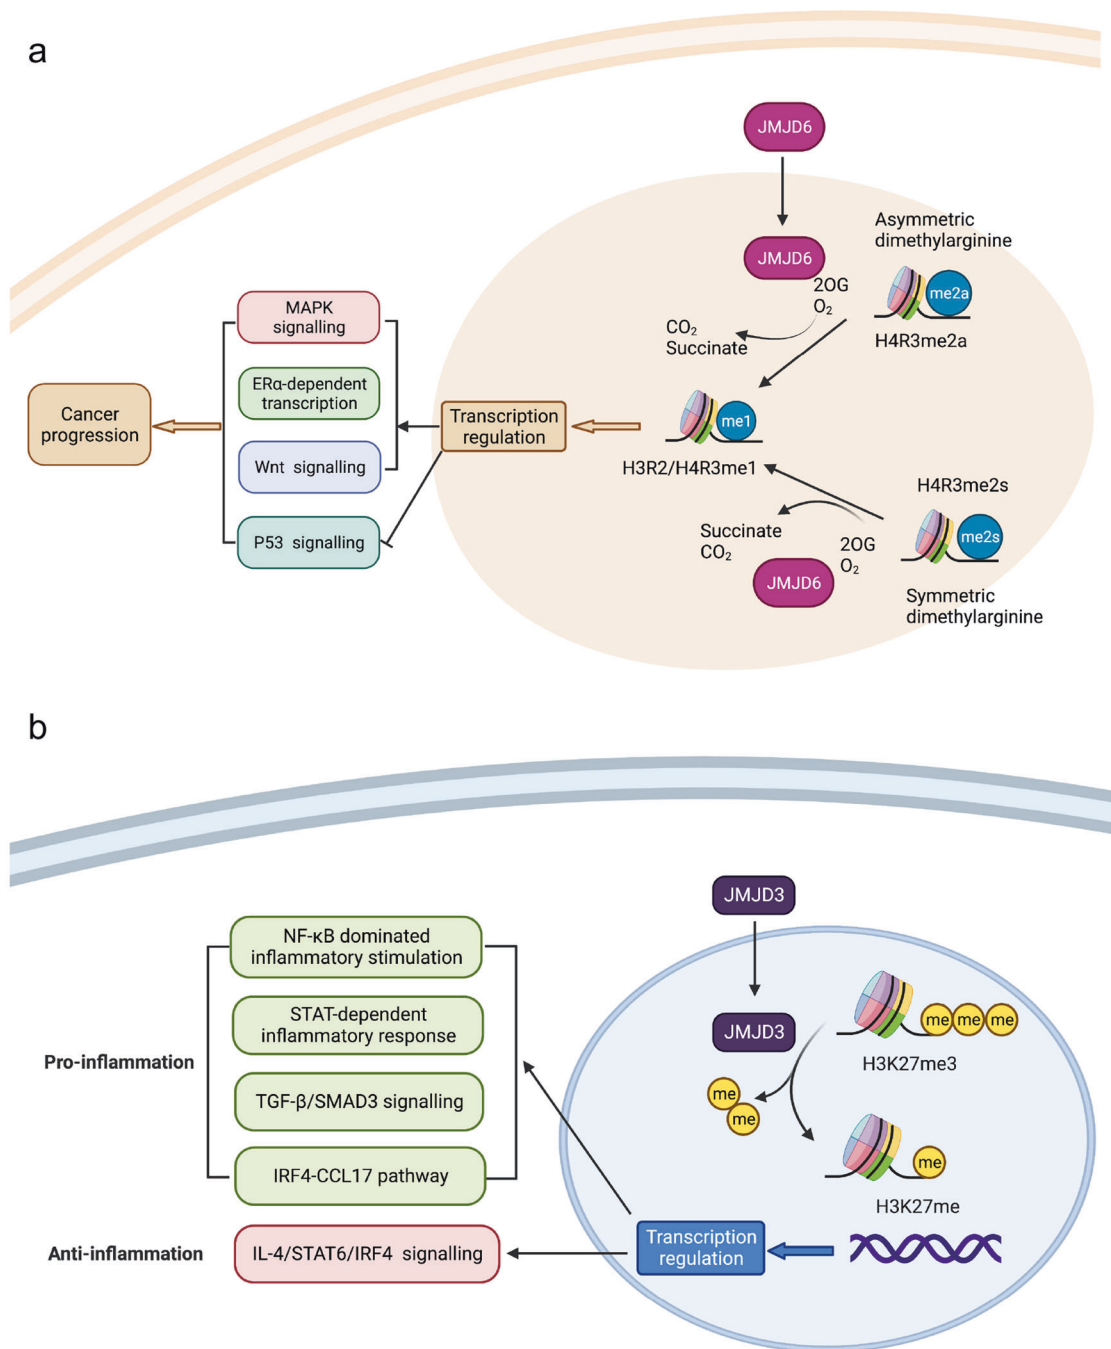 a
JMJD6
JMJD6
2OG
O₂
CO₂
Succinate
Asymmetric
dimethylarginine
me2a
H4R3me2a
me1
H3R2/H4R3me1
H4R3me2s
me2s
Symmetric
dimethylarginine
Succinate
CO₂
2OG
O₂
JMJD6
Transcription
regulation
MAPK
signalling
ERα-dependent
transcription
Wnt signalling
P53 signalling
Cancer
progression
b
JMJD3
JMJD3
me me me
H3K27me3
me
me
me
H3K27me
Transcription
regulation
NF-κB dominated
inflammatory stimulation
STAT-dependent
inflammatory response
Pro-inflammation
TGF-β/SMAD3 signalling
IRF4-CCL17 pathway
Anti-inflammation
IL-4/STAT6/IRF4 signalling